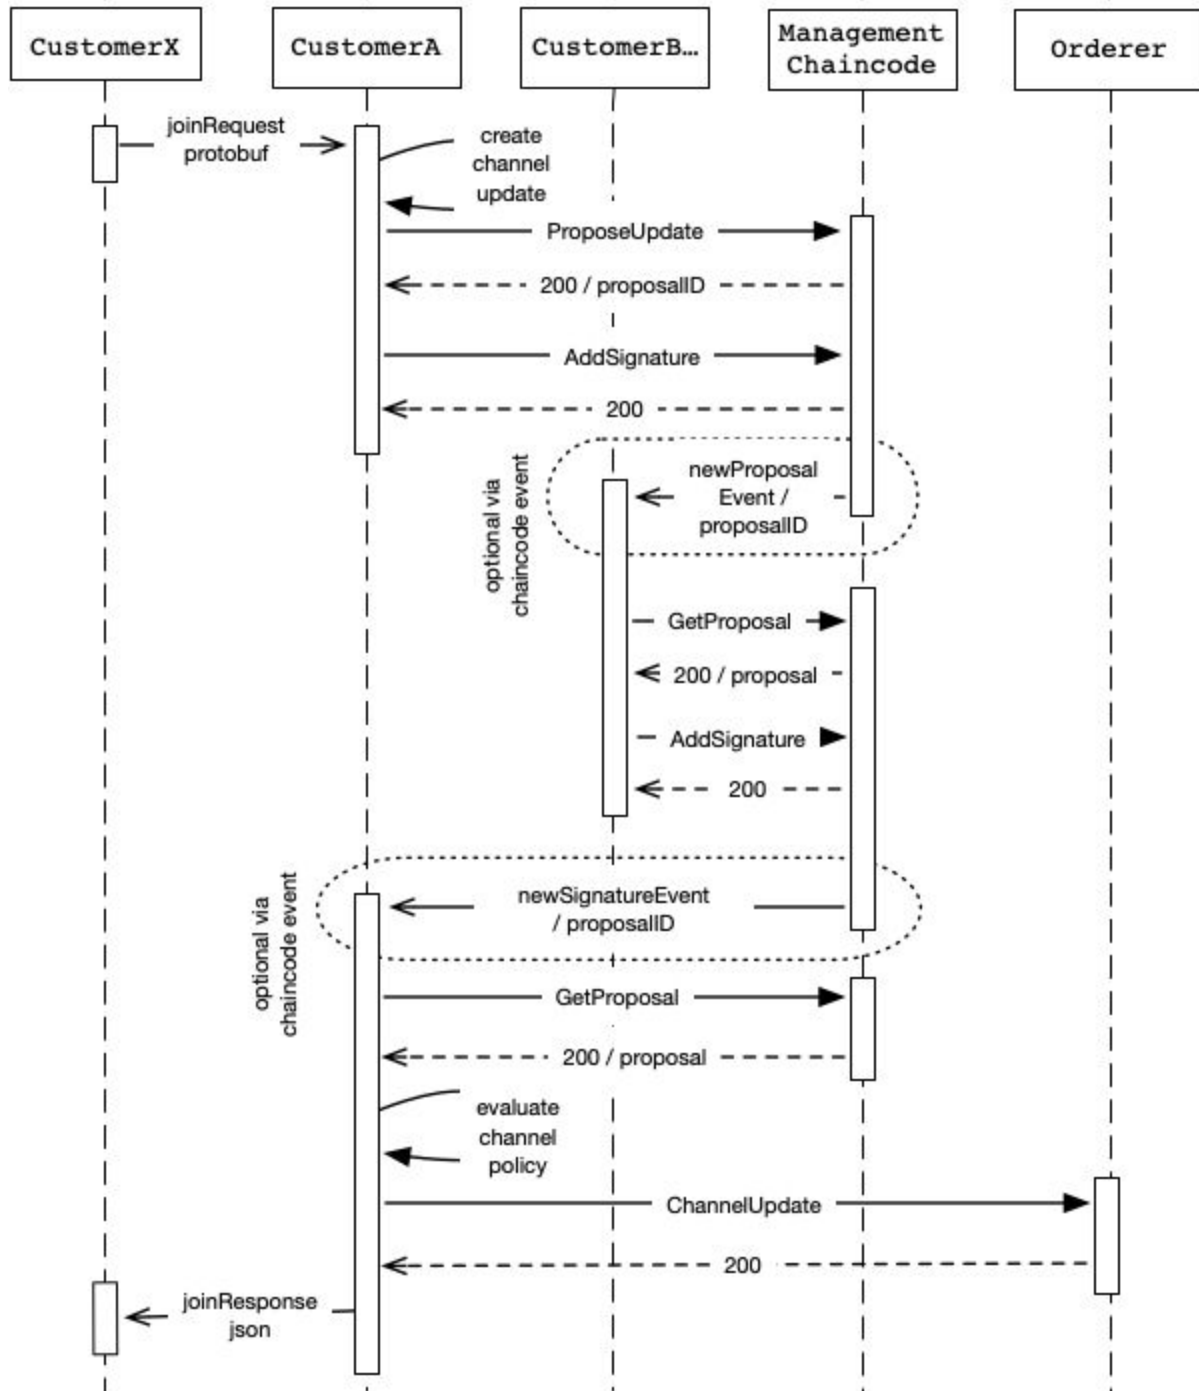 CustomerX
CustomerA
CustomerB…
Management
Chaincode
Orderer
joinRequest
protobuf
create
channel
update
ProposeUpdate
200 / proposalID
AddSignature
200
optional via
chaincode event
newProposal
Event /
proposalID
GetProposal
200 / proposal
AddSignature
200
optional via
chaincode event
newSignatureEvent
/ proposalID
GetProposal
200 / proposal
evaluate
channel
policy
ChannelUpdate
200
joinResponse
json